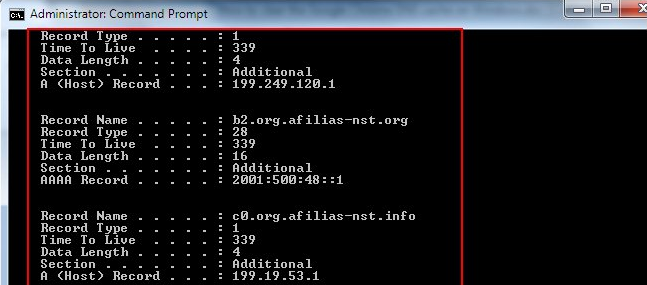 Administrator: Command Prompt
Record Type . . . . . : 1
Time To Live . . . . : 339
Data Length . . . . . : 4
Section . . . . . . . : Additional
A (Host) Record . . . : 199.249.120.1
Record Name . . . . . : b2.org.afilias-nst.org
Record Type . . . . . : 28
Time To Live . . . . : 339
Data Length . . . . . : 16
Section . . . . . . . : Additional
AAAA Record . . . . . : 2001:500:48::1
Record Name . . . . . : c0.org.afilias-nst.info
Record Type . . . . . : 1
Time To Live . . . . : 339
Data Length . . . . . : 4
Section . . . . . . . : Additional
A (Host) Record . . . : 199.19.53.1